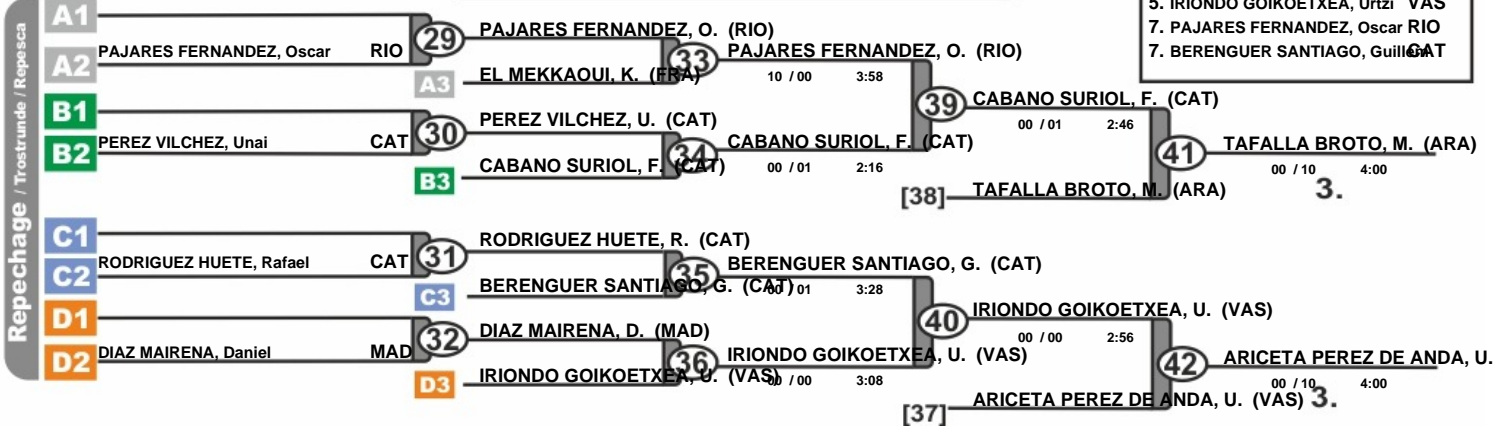 Repechage / Trostrunde / Repesca
A1
A2
PAJARES FERNANDEZ, Oscar RIO
29
PAJARES FERNANDEZ, O. (RIO)
A3
EL MEKKAOUI, K. (FRA)
33
PAJARES FERNANDEZ, O. (RIO)
10 / 00 3:58
B1
B2
PEREZ VILCHEZ, Unai CAT
30
PEREZ VILCHEZ, U. (CAT)
B3
CABANO SURIOL, F. (CAT)
34
CABANO SURIOL, F. (CAT)
00 / 01 2:16
39
CABANO SURIOL, F. (CAT)
00 / 01 2:46
[38]
TAFALLA BROTO, M. (ARA)
41
TAFALLA BROTO, M. (ARA)
00 / 10 4:00
3.
C1
C2
RODRIGUEZ HUETE, Rafael CAT
31
RODRIGUEZ HUETE, R. (CAT)
C3
BERENGUER SANTIAGO, G. (CAT)
35
BERENGUER SANTIAGO, G. (CAT)
00 / 01 3:28
D1
D2
DIAZ MAIRENA, Daniel MAD
32
DIAZ MAIRENA, D. (MAD)
D3
IRIONDO GOIKOETXEA, U. (VAS)
36
IRIONDO GOIKOETXEA, U. (VAS)
00 / 00 3:08
40
IRIONDO GOIKOETXEA, U. (VAS)
00 / 00 2:56
[37]
ARICETA PEREZ DE ANDA, U. (VAS)
42
ARICETA PEREZ DE ANDA, U.
00 / 10 4:00
3.
5. IRIONDO GOIKOETXEA, Urtzi VAS
7. PAJARES FERNANDEZ, Oscar RIO
7. BERENGUER SANTIAGO, Guillem CAT